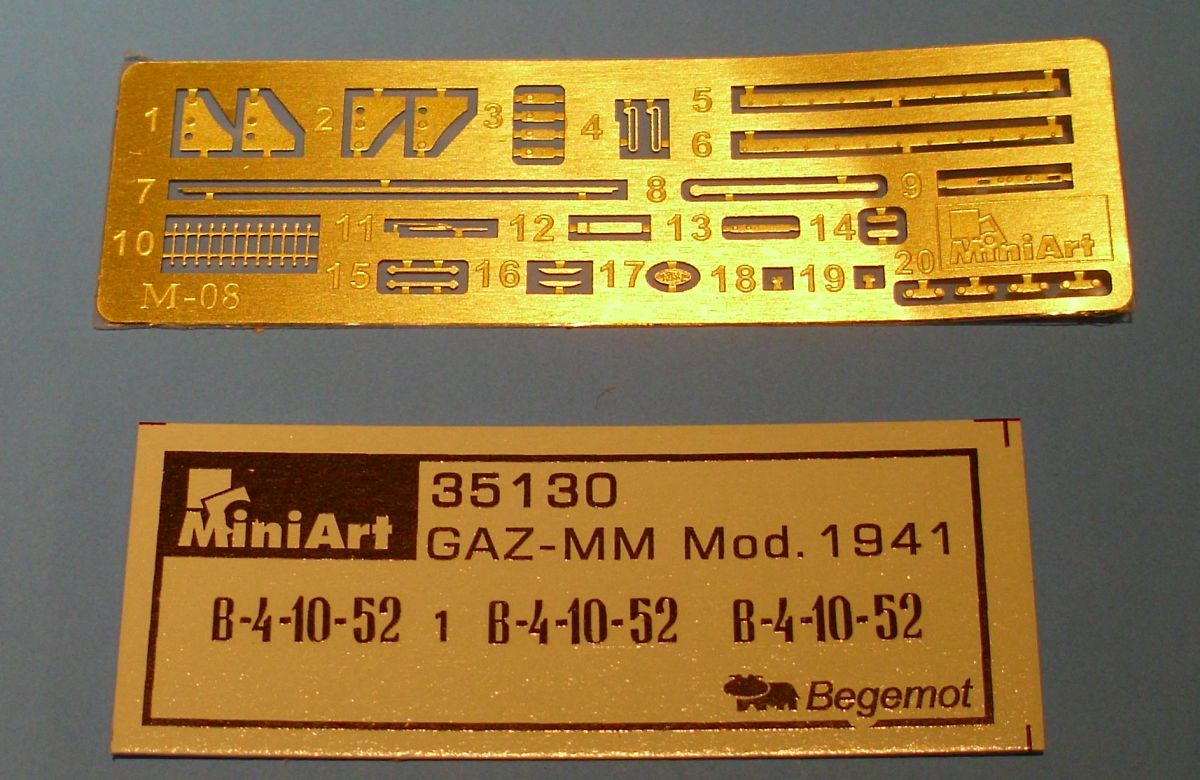 1 2 3 4 5
6
7 8 9
10 11 12 13 14 MiniArt
15 16 17 18 19 20
M-08
MiniArt
35130
GAZ-MM Mod. 1941
B-4-10-52 1 B-4-10-52 B-4-10-52
Begemot